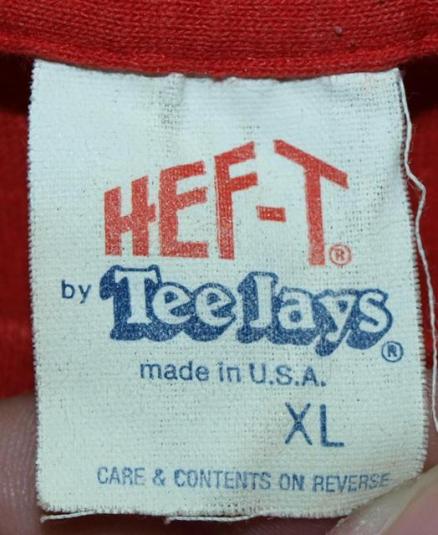 HEF-T®
by Tee Jays®
made in U.S.A.
XL
CARE & CONTENTS ON REVERSE